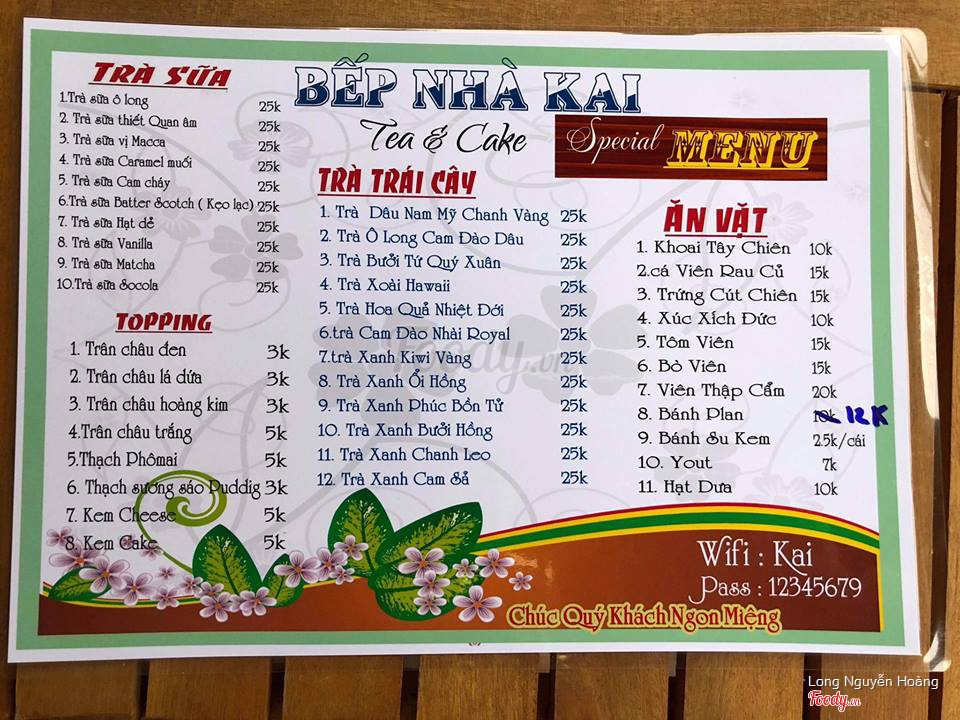 BẾP NHÀ KAI
Tea & Cake
Special MENU
TRÀ SỮA
1.Trà sữa ô long 25k
2. Trà sữa thiết Quan âm 25k
3. Trà sữa vị Macca 25k
4. Trà sữa Caramel muối 25k
5. Trà sữa Cam cháy 25k
6.Trà sữa Batter Scotch ( Kẹo lạc) 25k
7. Trà sữa Hạt dẻ 25k
8. Trà sữa Vanilla 25k
9. Trà sữa Matcha 25k
10.Trà sữa Socola 25k
TOPPING
1. Trân châu đen 3k
2. Trân châu lá dứa 3k
3. Trân châu hoàng kim 3k
4.Trân châu trắng 5k
5.Thạch Phômai 5k
6. Thạch sương sáo Puddig 3k
7. Kem Cheese 5k
8. Kem Cake 5k
TRÀ TRÁI CÂY
1. Trà Dâu Nam Mỹ Chanh Vàng 25k
2. Trà Ô Long Cam Đào Dâu 25k
3. Trà Bưởi Tứ Quý Xuân 25k
4. Trà Xoài Hawaii 25k
5. Trà Hoa Quả Nhiệt Đới 25k
6.trà Cam Đào Nhài Royal 25k
7.trà Xanh Kiwi Vàng 25k
8. Trà Xanh Ổi Hồng 25k
9. Trà Xanh Phúc Bồn Tử 25k
10. Trà Xanh Bưởi Hồng 25k
11. Trà Xanh Chanh Leo 25k
12. Trà Xanh Cam Sả 25k
ĂN VẶT
1. Khoai Tây Chiên 10k
2.cá Viên Rau Củ 15k
3. Trứng Cút Chiên 15k
4. Xúc Xích Đức 10k
5. Tôm Viên 15k
6. Bò Viên 15k
7. Viên Thập Cẩm 20k
8. Bánh Plan 10k 12K
9. Bánh Su Kem 2.5k/cái
10. Yout 7k
11. Hạt Dưa 10k
Wifi : Kai
Pass : 12345679
Chúc Quý Khách Ngon Miệng
Foody.vn
Long Nguyễn Hoàng
Foody.vn